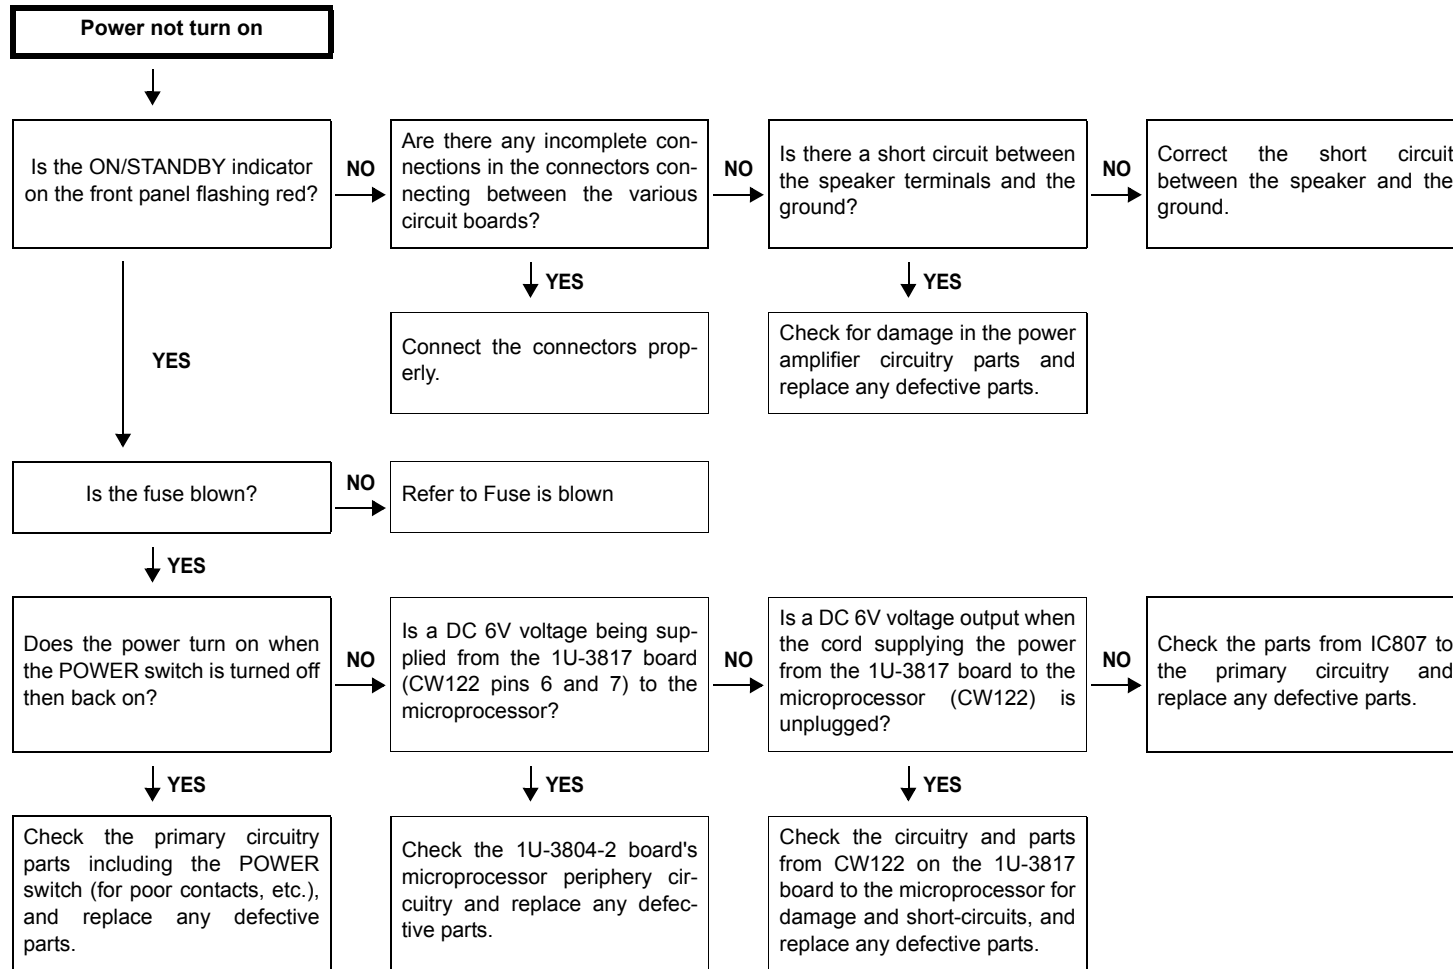 Power not turn on
Is the ON/STANDBY indicator
on the front panel flashing red?
NO
Are there any incomplete con-
nections in the connectors con-
necting between the various
circuit boards?
NO
Is there a short circuit between
the speaker terminals and the
ground?
NO
Correct the short circuit
between the speaker and the
ground.
YES
YES
YES
Connect the connectors prop-
erly.
Check for damage in the power
amplifier circuitry parts and
replace any defective parts.
Is the fuse blown?
NO
Refer to Fuse is blown
YES
Does the power turn on when
the POWER switch is turned off
then back on?
NO
Is a DC 6V voltage being sup-
plied from the 1U-3817 board
(CW122 pins 6 and 7) to the
microprocessor?
NO
Is a DC 6V voltage output when
the cord supplying the power
from the 1U-3817 board to the
microprocessor (CW122) is
unplugged?
NO
Check the parts from IC807 to
the primary circuitry and
replace any defective parts.
YES
YES
YES
Check the primary circuitry
parts including the POWER
switch (for poor contacts, etc.),
and replace any defective
parts.
Check the 1U-3804-2 board's
microprocessor periphery cir-
cuitry and replace any defec-
tive parts.
Check the circuitry and parts
from CW122 on the 1U-3817
board to the microprocessor for
damage and short-circuits, and
replace any defective parts.